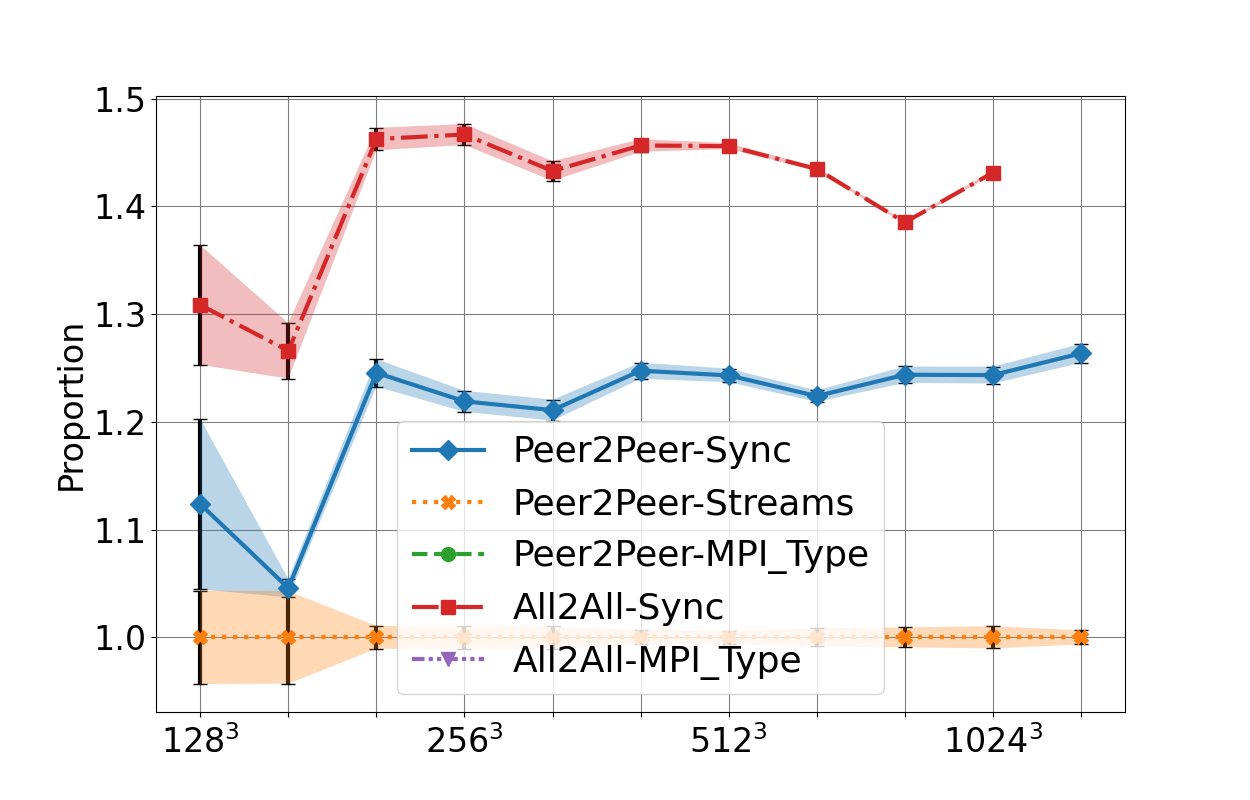 1.5
1.4
1.3
1.2
1.1
1.0
Proportion
Peer2Peer-Sync
Peer2Peer-Streams
Peer2Peer-MPI_Type
All2All-Sync
All2All-MPI_Type
128³ 256³ 512³ 1024³